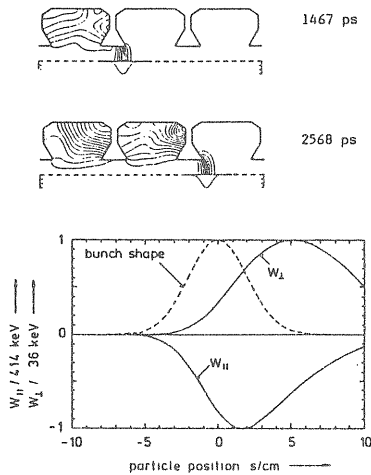 1467 ps
2568 ps
bunch shape
W⊥
W||
W|| / 414 keV
W⊥ / 36 keV
1
0
-1
-10
-5
0
5
10
particle position s/cm